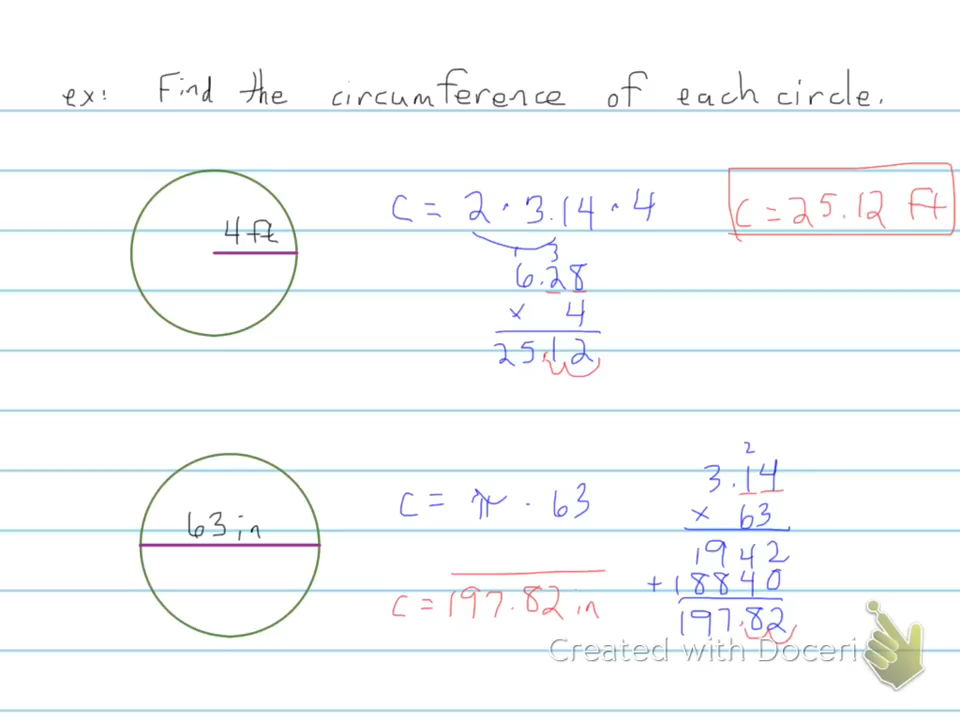 ex: Find the circumference of each circle.
4 ft
C = 2 · 3.14 · 4
C = 25.12 ft
1 3
6.28
× 4
25.12
63 in
C = π · 63
C = 197.82 in
2
3.14
× 63
1942
+ 18840
197.82
Created with Doceri